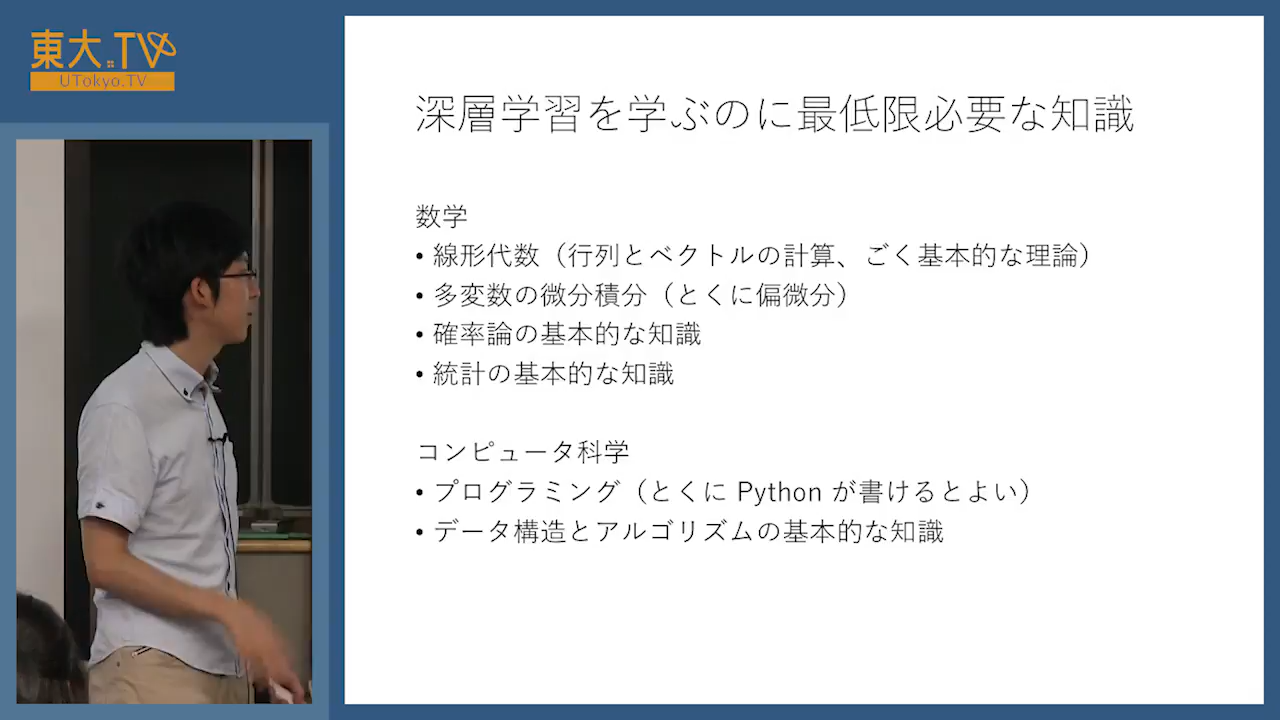 東大.TV
UTokyo.TV
深層学習を学ぶのに最低限必要な知識
数学
• 線形代数（行列とベクトルの計算、ごく基本的な理論）
• 多変数の微分積分（とくに偏微分）
• 確率論の基本的な知識
• 統計の基本的な知識
コンピュータ科学
• プログラミング（とくに Python が書けるとよい）
• データ構造とアルゴリズムの基本的な知識